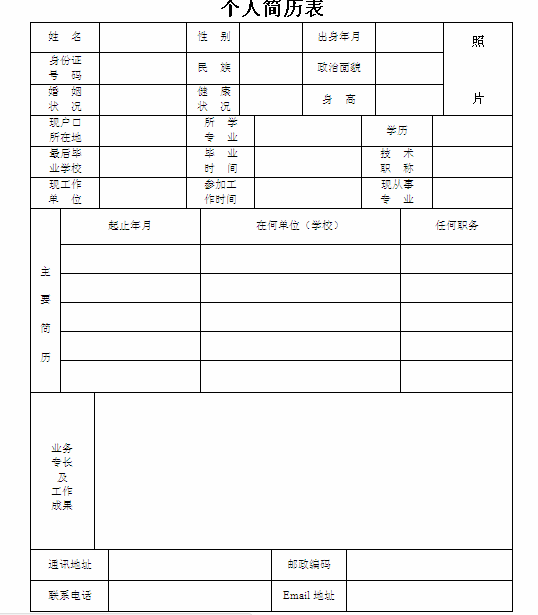 个人简历表
姓 名
性 别
出身年月
照
片
身份证
号 码
民 族
政治面貌
婚 姻
状 况
健 康
状 况
身 高
现户口
所在地
所 学
专 业
学历
最后毕
业学校
毕 业
时 间
技 术
职 称
现工作
单 位
参加工
作时间
现从事
专 业
主
要
简
历
起止年月
在何单位（学校）
任何职务
业务
专长
及
工作
成果
通讯地址
邮政编码
联系电话
Email 地址